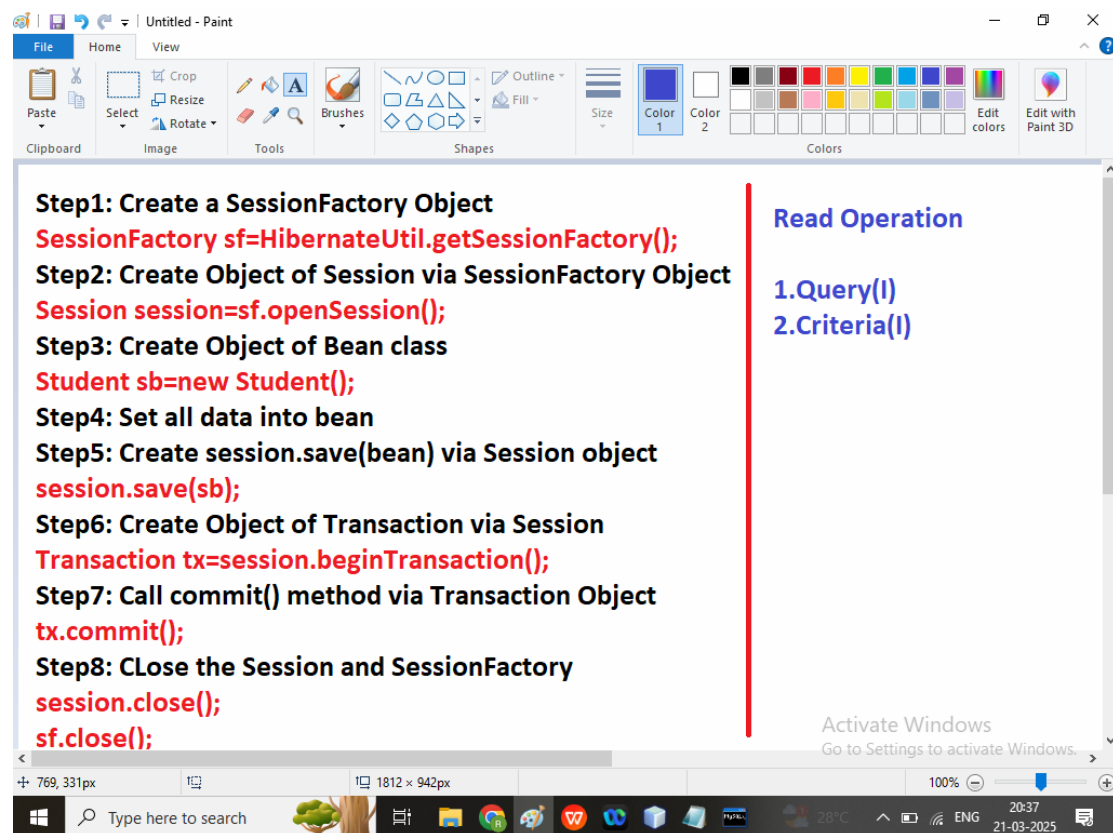 Untitled - Paint
File Home View
Paste
Clipboard
Select
Crop
Resize
Rotate
Image
Tools
Brushes
Outline
Fill
Shapes
Size
Color 1
Color 2
Colors
Edit colors
Edit with Paint 3D
Step1: Create a SessionFactory Object
SessionFactory sf=HibernateUtil.getSessionFactory();
Step2: Create Object of Session via SessionFactory Object
Session session=sf.openSession();
Step3: Create Object of Bean class
Student sb=new Student();
Step4: Set all data into bean
Step5: Create session.save(bean) via Session object
session.save(sb);
Step6: Create Object of Transaction via Session
Transaction tx=session.beginTransaction();
Step7: Call commit() method via Transaction Object
tx.commit();
Step8: CLose the Session and SessionFactory
session.close();
sf.close();
Read Operation
1.Query(I)
2.Criteria(I)
Activate Windows
Go to Settings to activate Windows.
769, 331px
1812 × 942px
100%
Type here to search
28°C
ENG
20:37
21-03-2025